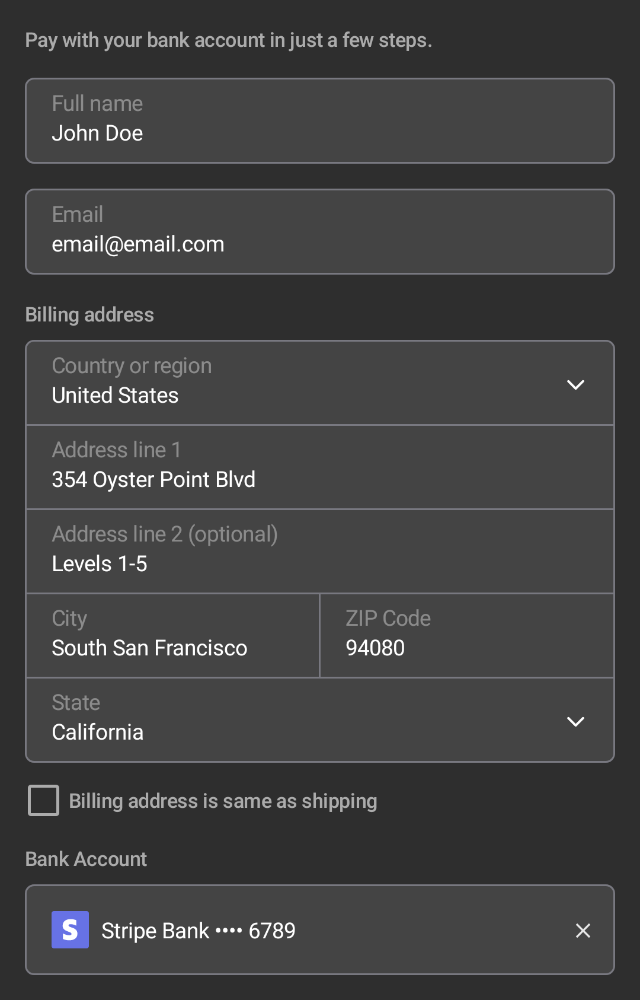 Pay with your bank account in just a few steps.
Full name
John Doe
Email
email@email.com
Billing address
Country or region
United States
Address line 1
354 Oyster Point Blvd
Address line 2 (optional)
Levels 1-5
City
South San Francisco
ZIP Code
94080
State
California
Billing address is same as shipping
Bank Account
S Stripe Bank •••• 6789